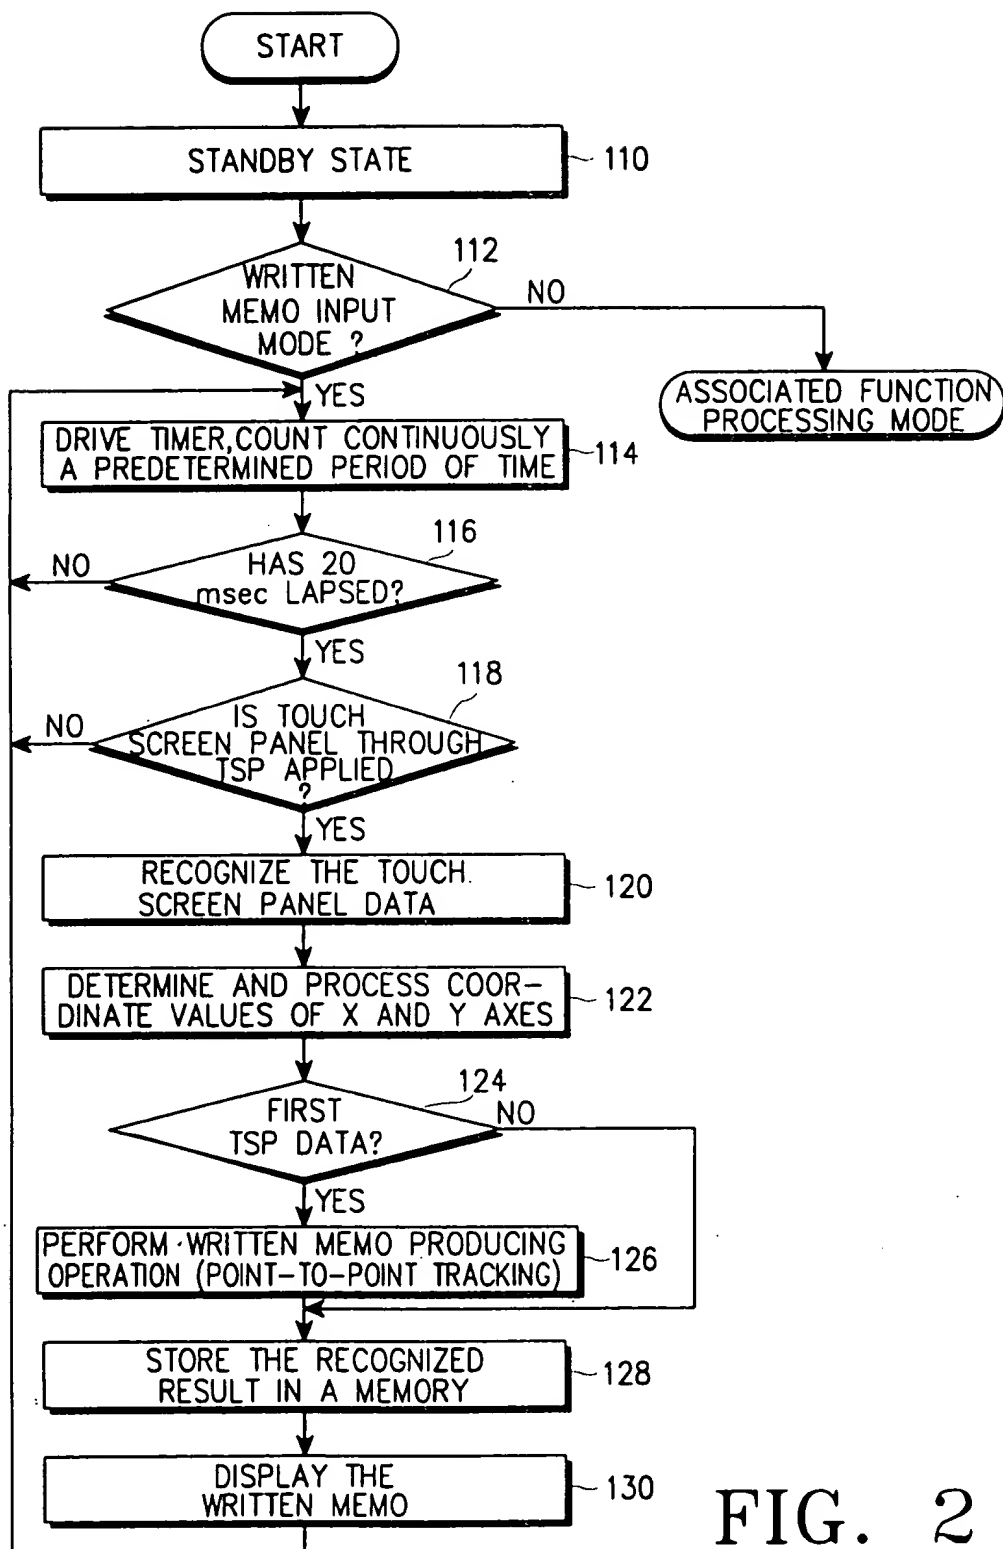 START
STANDBY STATE
110
112
WRITTEN
MEMO INPUT
MODE ?
NO
YES
ASSOCIATED FUNCTION
PROCESSING MODE
DRIVE TIMER,COUNT CONTINUOUSLY
A PREDETERMINED PERIOD OF TIME
114
116
HAS 20
msec LAPSED?
NO
YES
118
IS TOUCH
SCREEN PANEL THROUGH
TSP APPLIED
?
NO
YES
RECOGNIZE THE TOUCH
SCREEN PANEL DATA
120
DETERMINE AND PROCESS COOR-
DINATE VALUES OF X AND Y AXES
122
124
FIRST
TSP DATA?
NO
YES
PERFORM WRITTEN MEMO PRODUCING
OPERATION (POINT-TO-POINT TRACKING)
126
STORE THE RECOGNIZED
RESULT IN A MEMORY
128
DISPLAY THE
WRITTEN MEMO
130
FIG. 2